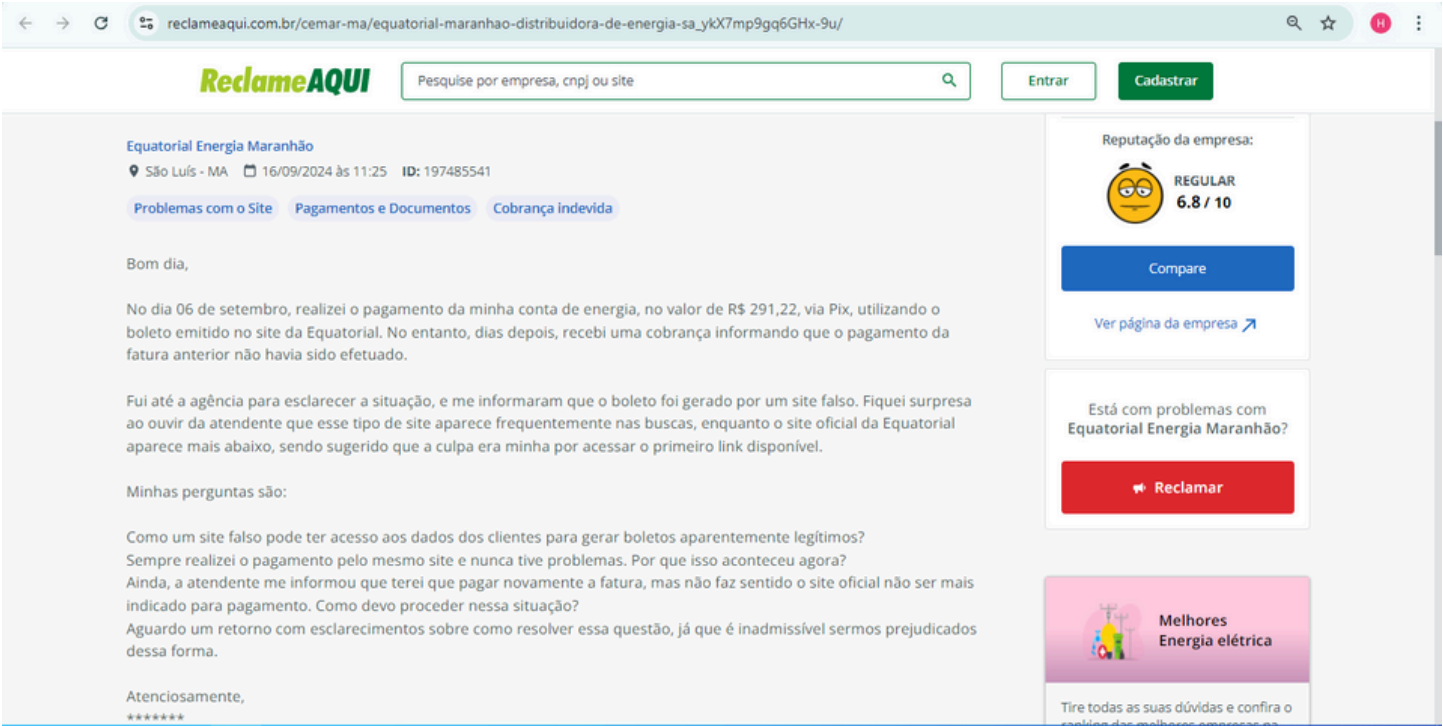 reclameaqui.com.br/cemar-ma/equatorial-maranhao-distribuidora-de-energia-sa_ykX7mp9gq6GHx-9u/
H
ReclameAQUI
Pesquise por empresa, cnpj ou site
Entrar
Cadastrar
Equatorial Energia Maranhão
São Luís - MA 16/09/2024 às 11:25 ID: 197485541
Problemas com o Site Pagamentos e Documentos Cobrança indevida
Bom dia,
No dia 06 de setembro, realizei o pagamento da minha conta de energia, no valor de R$ 291,22, via Pix, utilizando o
boleto emitido no site da Equatorial. No entanto, dias depois, recebi uma cobrança informando que o pagamento da
fatura anterior não havia sido efetuado.
Fui até a agência para esclarecer a situação, e me informaram que o boleto foi gerado por um site falso. Fiquei surpresa
ao ouvir da atendente que esse tipo de site aparece frequentemente nas buscas, enquanto o site oficial da Equatorial
aparece mais abaixo, sendo sugerido que a culpa era minha por acessar o primeiro link disponível.
Minhas perguntas são:
Como um site falso pode ter acesso aos dados dos clientes para gerar boletos aparentemente legítimos?
Sempre realizei o pagamento pelo mesmo site e nunca tive problemas. Por que isso aconteceu agora?
Ainda, a atendente me informou que terei que pagar novamente a fatura, mas não faz sentido o site oficial não ser mais
indicado para pagamento. Como devo proceder nessa situação?
Aguardo um retorno com esclarecimentos sobre como resolver essa questão, já que é inadmissível sermos prejudicados
dessa forma.
Atenciosamente,
*******
Reputação da empresa:
REGULAR
6.8 / 10
Compare
Ver página da empresa
Está com problemas com
Equatorial Energia Maranhão?
Reclamar
Melhores
Energia elétrica
Tire todas as suas dúvidas e confira o
ranking das melhores empresas na